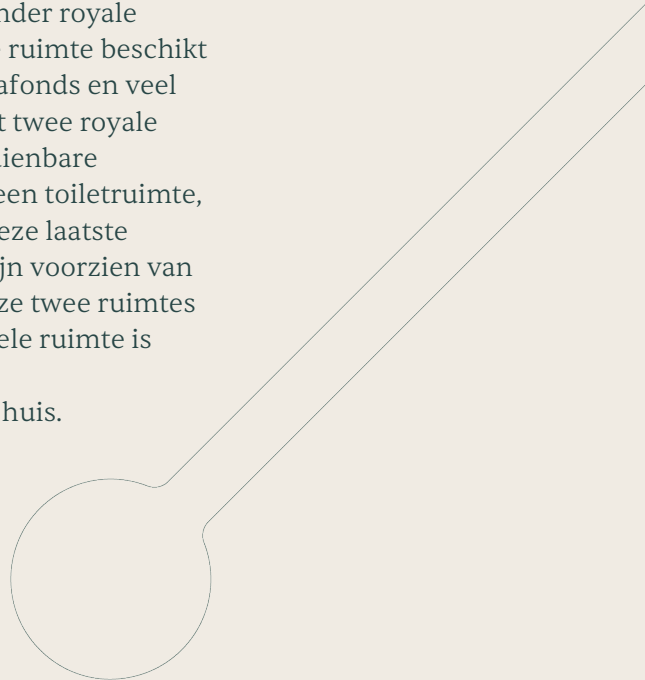 nder royale
ruimte beschikt
afonds en veel
t twee royale
ienbare
een toiletruimte,
eze laatste
jn voorzien van
ze twee ruimtes
ele ruimte is
huis.